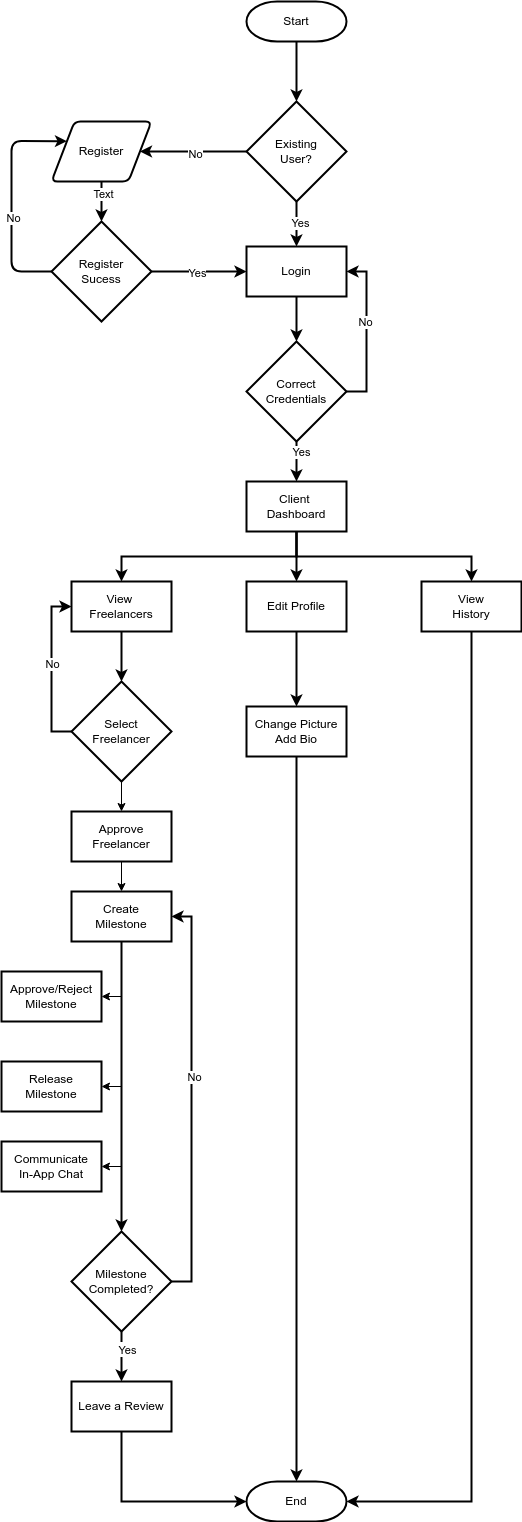 Start
Existing
User?
No
Register
Text
No
Yes
Register
Sucess
Yes
Login
No
Correct
Credentials
Yes
Client
Dashboard
View
Freelancers
Edit Profile
View
History
No
Select
Freelancer
Change Picture
Add Bio
Approve
Freelancer
Create
Milestone
Approve/Reject
Milestone
Release
Milestone
No
Communicate
In-App Chat
Milestone
Completed?
Yes
Leave a Review
End